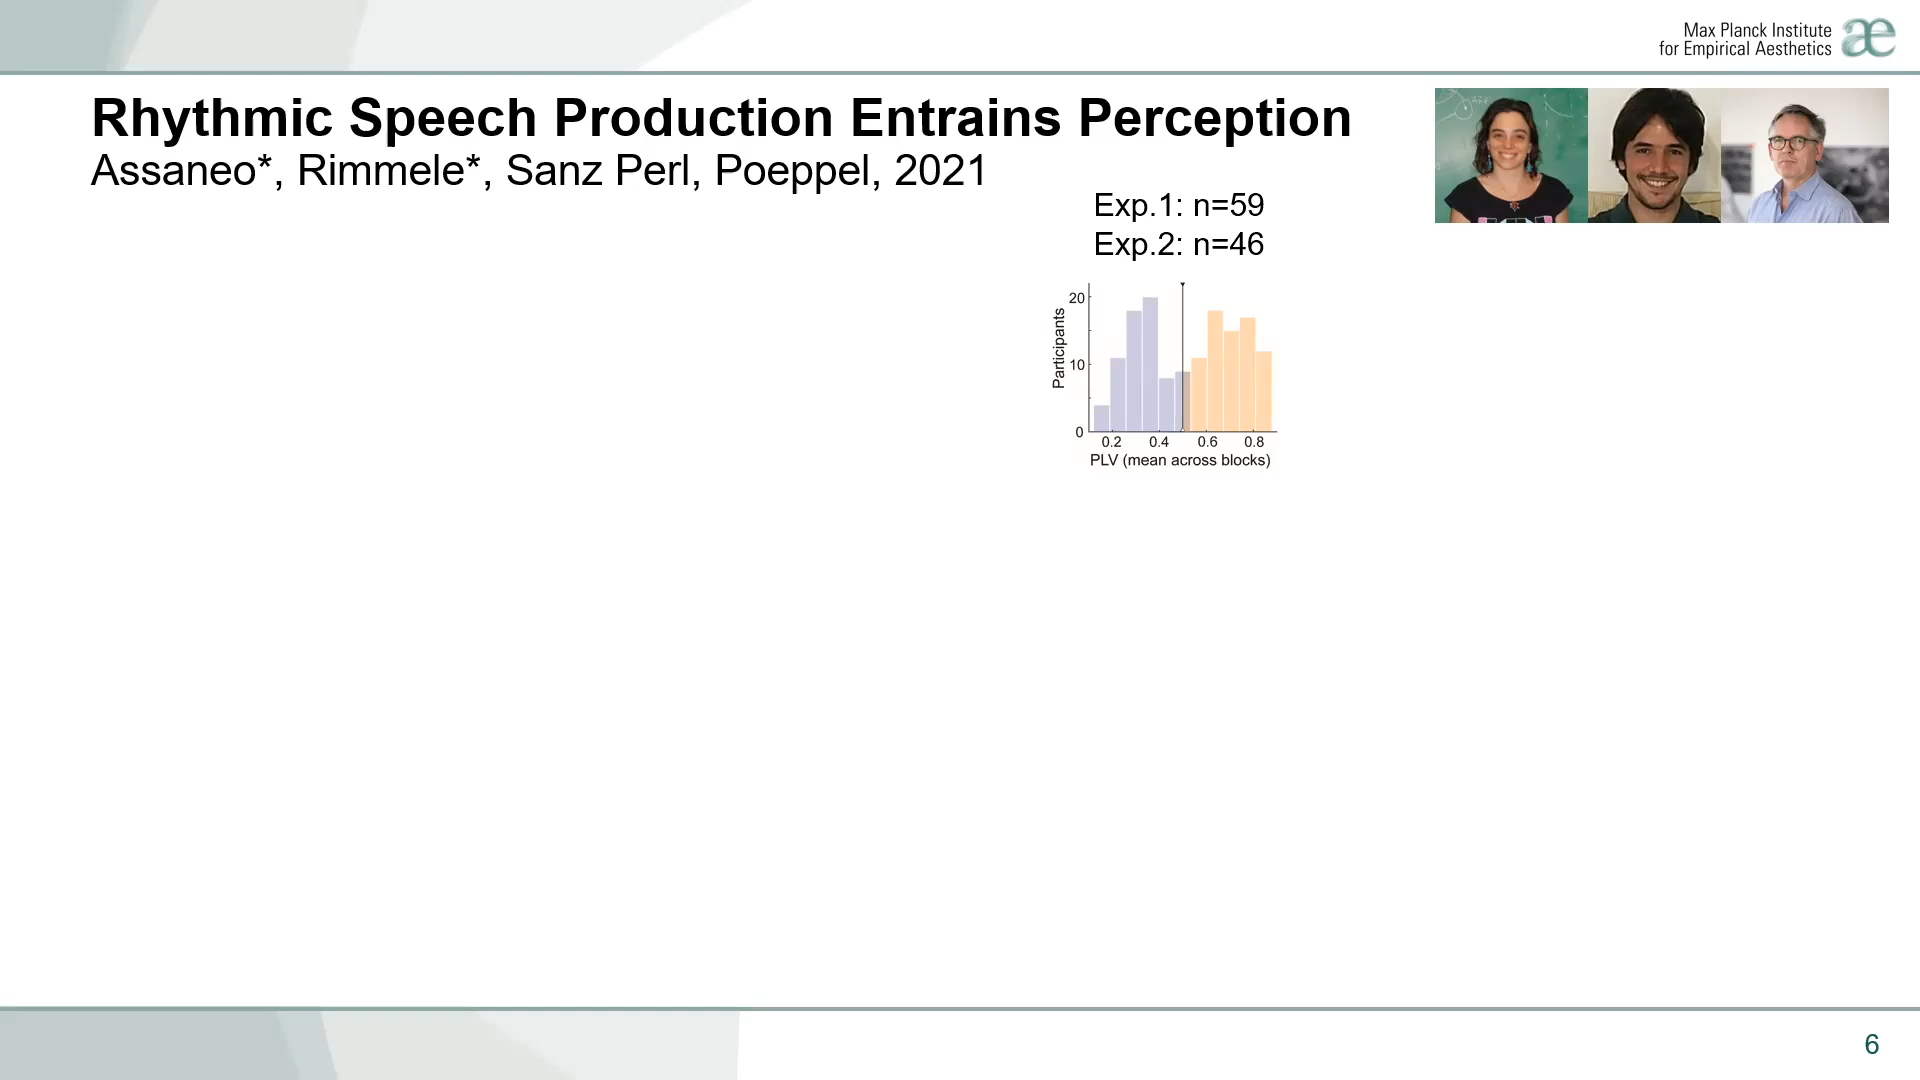 Max Planck Institute
for Empirical Aesthetics
æ
Rhythmic Speech Production Entrains Perception
Assaneo*, Rimmele*, Sanz Perl, Poeppel, 2021
Exp.1: n=59
Exp.2: n=46
Participants
20
10
0
0.2 0.4 0.6 0.8
PLV (mean across blocks)
6